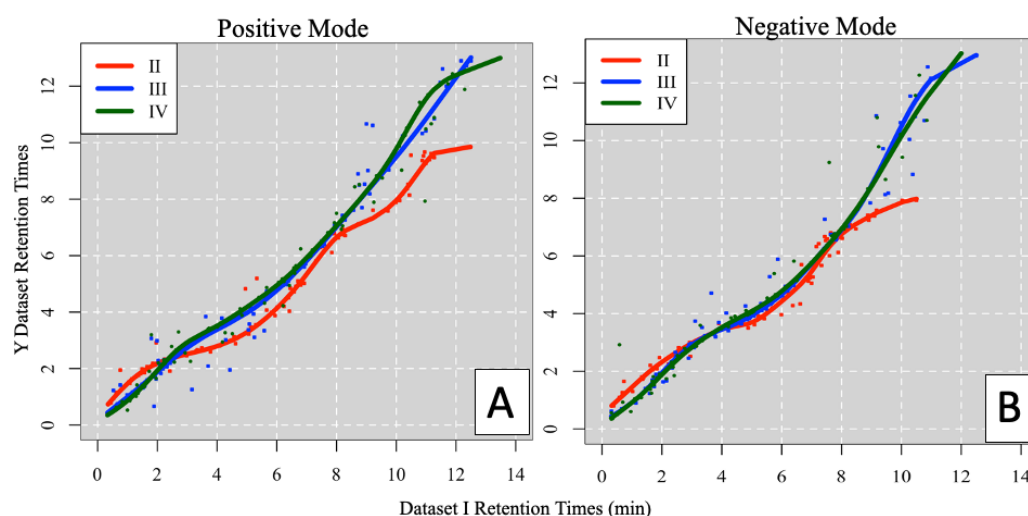 Positive Mode
Negative Mode
II
III
IV
II
III
IV
Y Dataset Retention Times
12
10
8
6
4
2
0
12
10
8
6
4
2
0
A
B
0 2 4 6 8 10 12 14
0 2 4 6 8 10 12 14
Dataset I Retention Times (min)